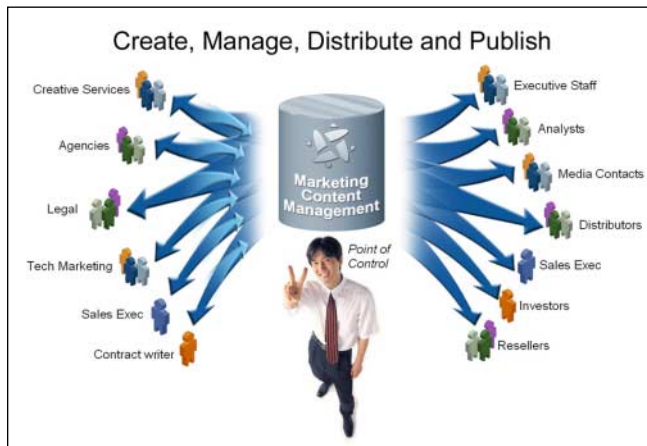 Create, Manage, Distribute and Publish
Creative Services
Agencies
Legal
Tech Marketing
Sales Exec
Contract writer
Marketing
Content
Management
Point of
Control
Executive Staff
Analysts
Media Contacts
Distributors
Sales Exec
Investors
Resellers